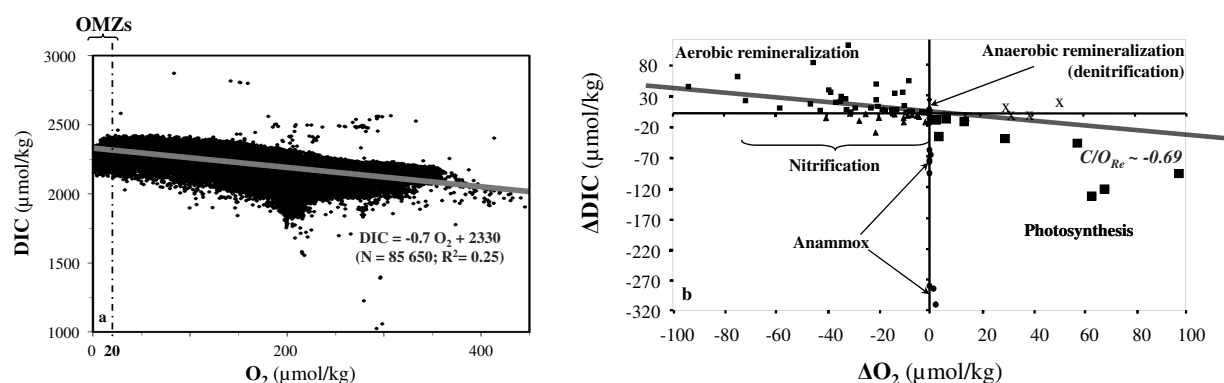 OMZs
3000
2500
2000
1500
1000
DIC (µmol/kg)
DIC = -0.7 O2 + 2330
(N = 85 650; R2= 0.25)
a
0 20 200 400
O2 (µmol/kg)
80
30
-20
-70
-120
-170
-220
-270
-320
ΔDIC (µmol/kg)
Aerobic remineralization
Anaerobic remineralization
(denitrification)
x
x
x
x
Nitrification
C/ORe ~ -0.69
Anammox
Photosynthesis
b
-100 -80 -60 -40 -20 0 20 40 60 80 100
ΔO2 (µmol/kg)